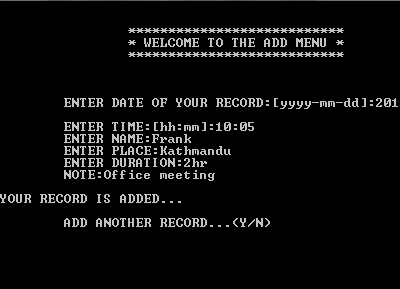 ***************************
* WELCOME TO THE ADD MENU *
***************************
ENTER DATE OF YOUR RECORD:[yyyy-mm-dd]:201
ENTER TIME:[hh:mm]:10:05
ENTER NAME:Frank
ENTER PLACE:Kathmandu
ENTER DURATION:2hr
NOTE:Office meeting
YOUR RECORD IS ADDED...
ADD ANOTHER RECORD...(Y/N)